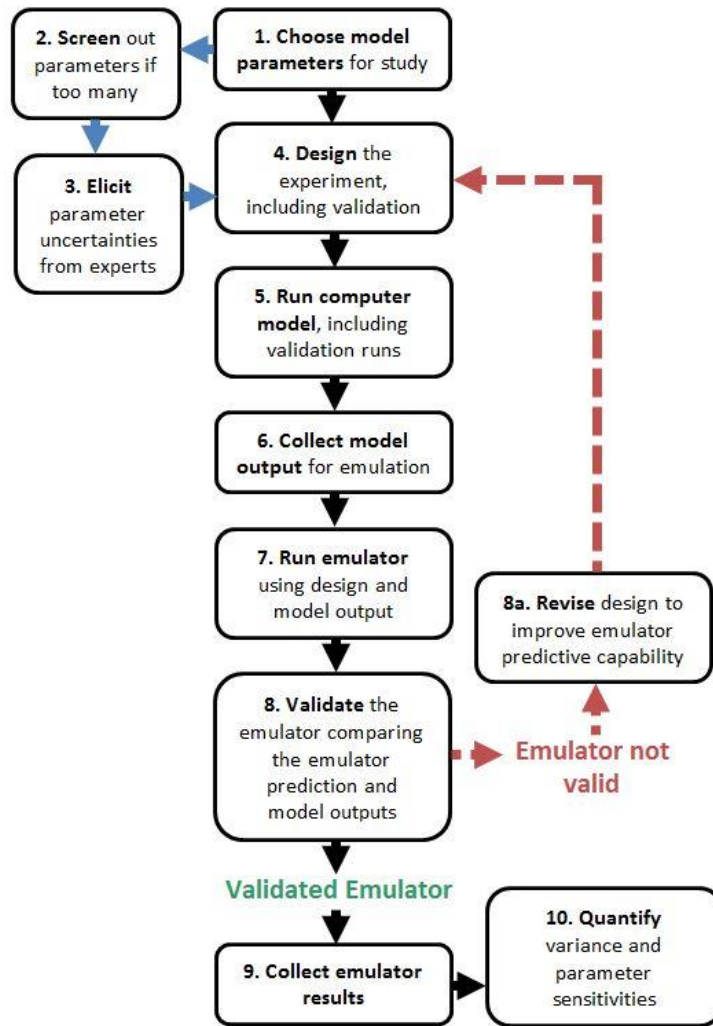 1. Choose model
parameters for study
2. Screen out
parameters if
too many
3. Elicit
parameter
uncertainties
from experts
4. Design the
experiment,
including validation
5. Run computer
model, including
validation runs
6. Collect model
output for emulation
7. Run emulator
using design and
model output
8. Validate the
emulator comparing
the emulator
prediction and
model outputs
8a. Revise design to
improve emulator
predictive capability
Emulator not
valid
Validated Emulator
9. Collect emulator
results
10. Quantify
variance and
parameter
sensitivities